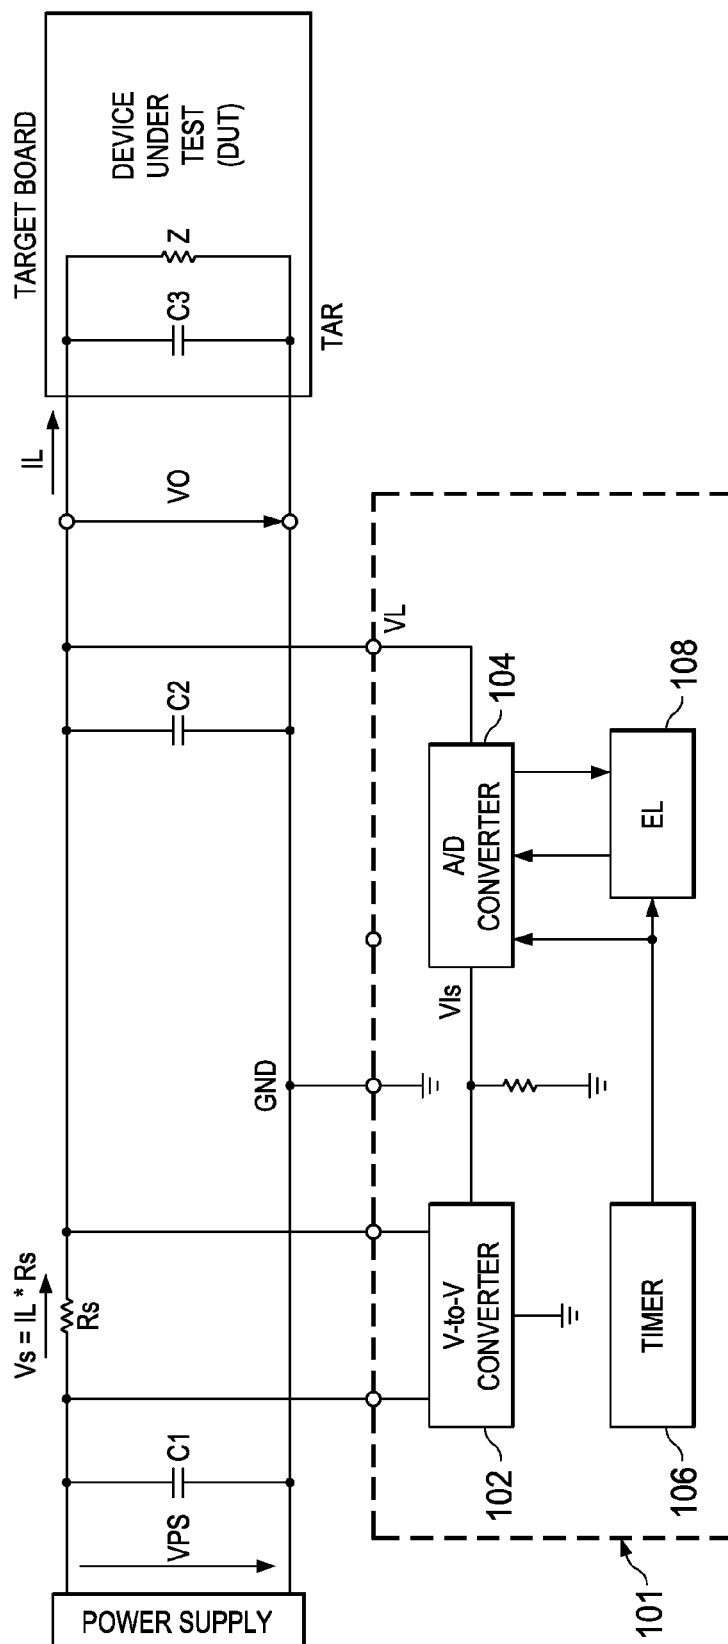 TARGET BOARD
DEVICE
UNDER
TEST
(DUT)
Z
C3
TAR
IL
VO
VL
C2
104
A/D
CONVERTER
108
EL
VIs
GND
Vs = IL * Rs
Rs
V-to-V
CONVERTER
102
TIMER
106
C1
VPS
POWER SUPPLY
101